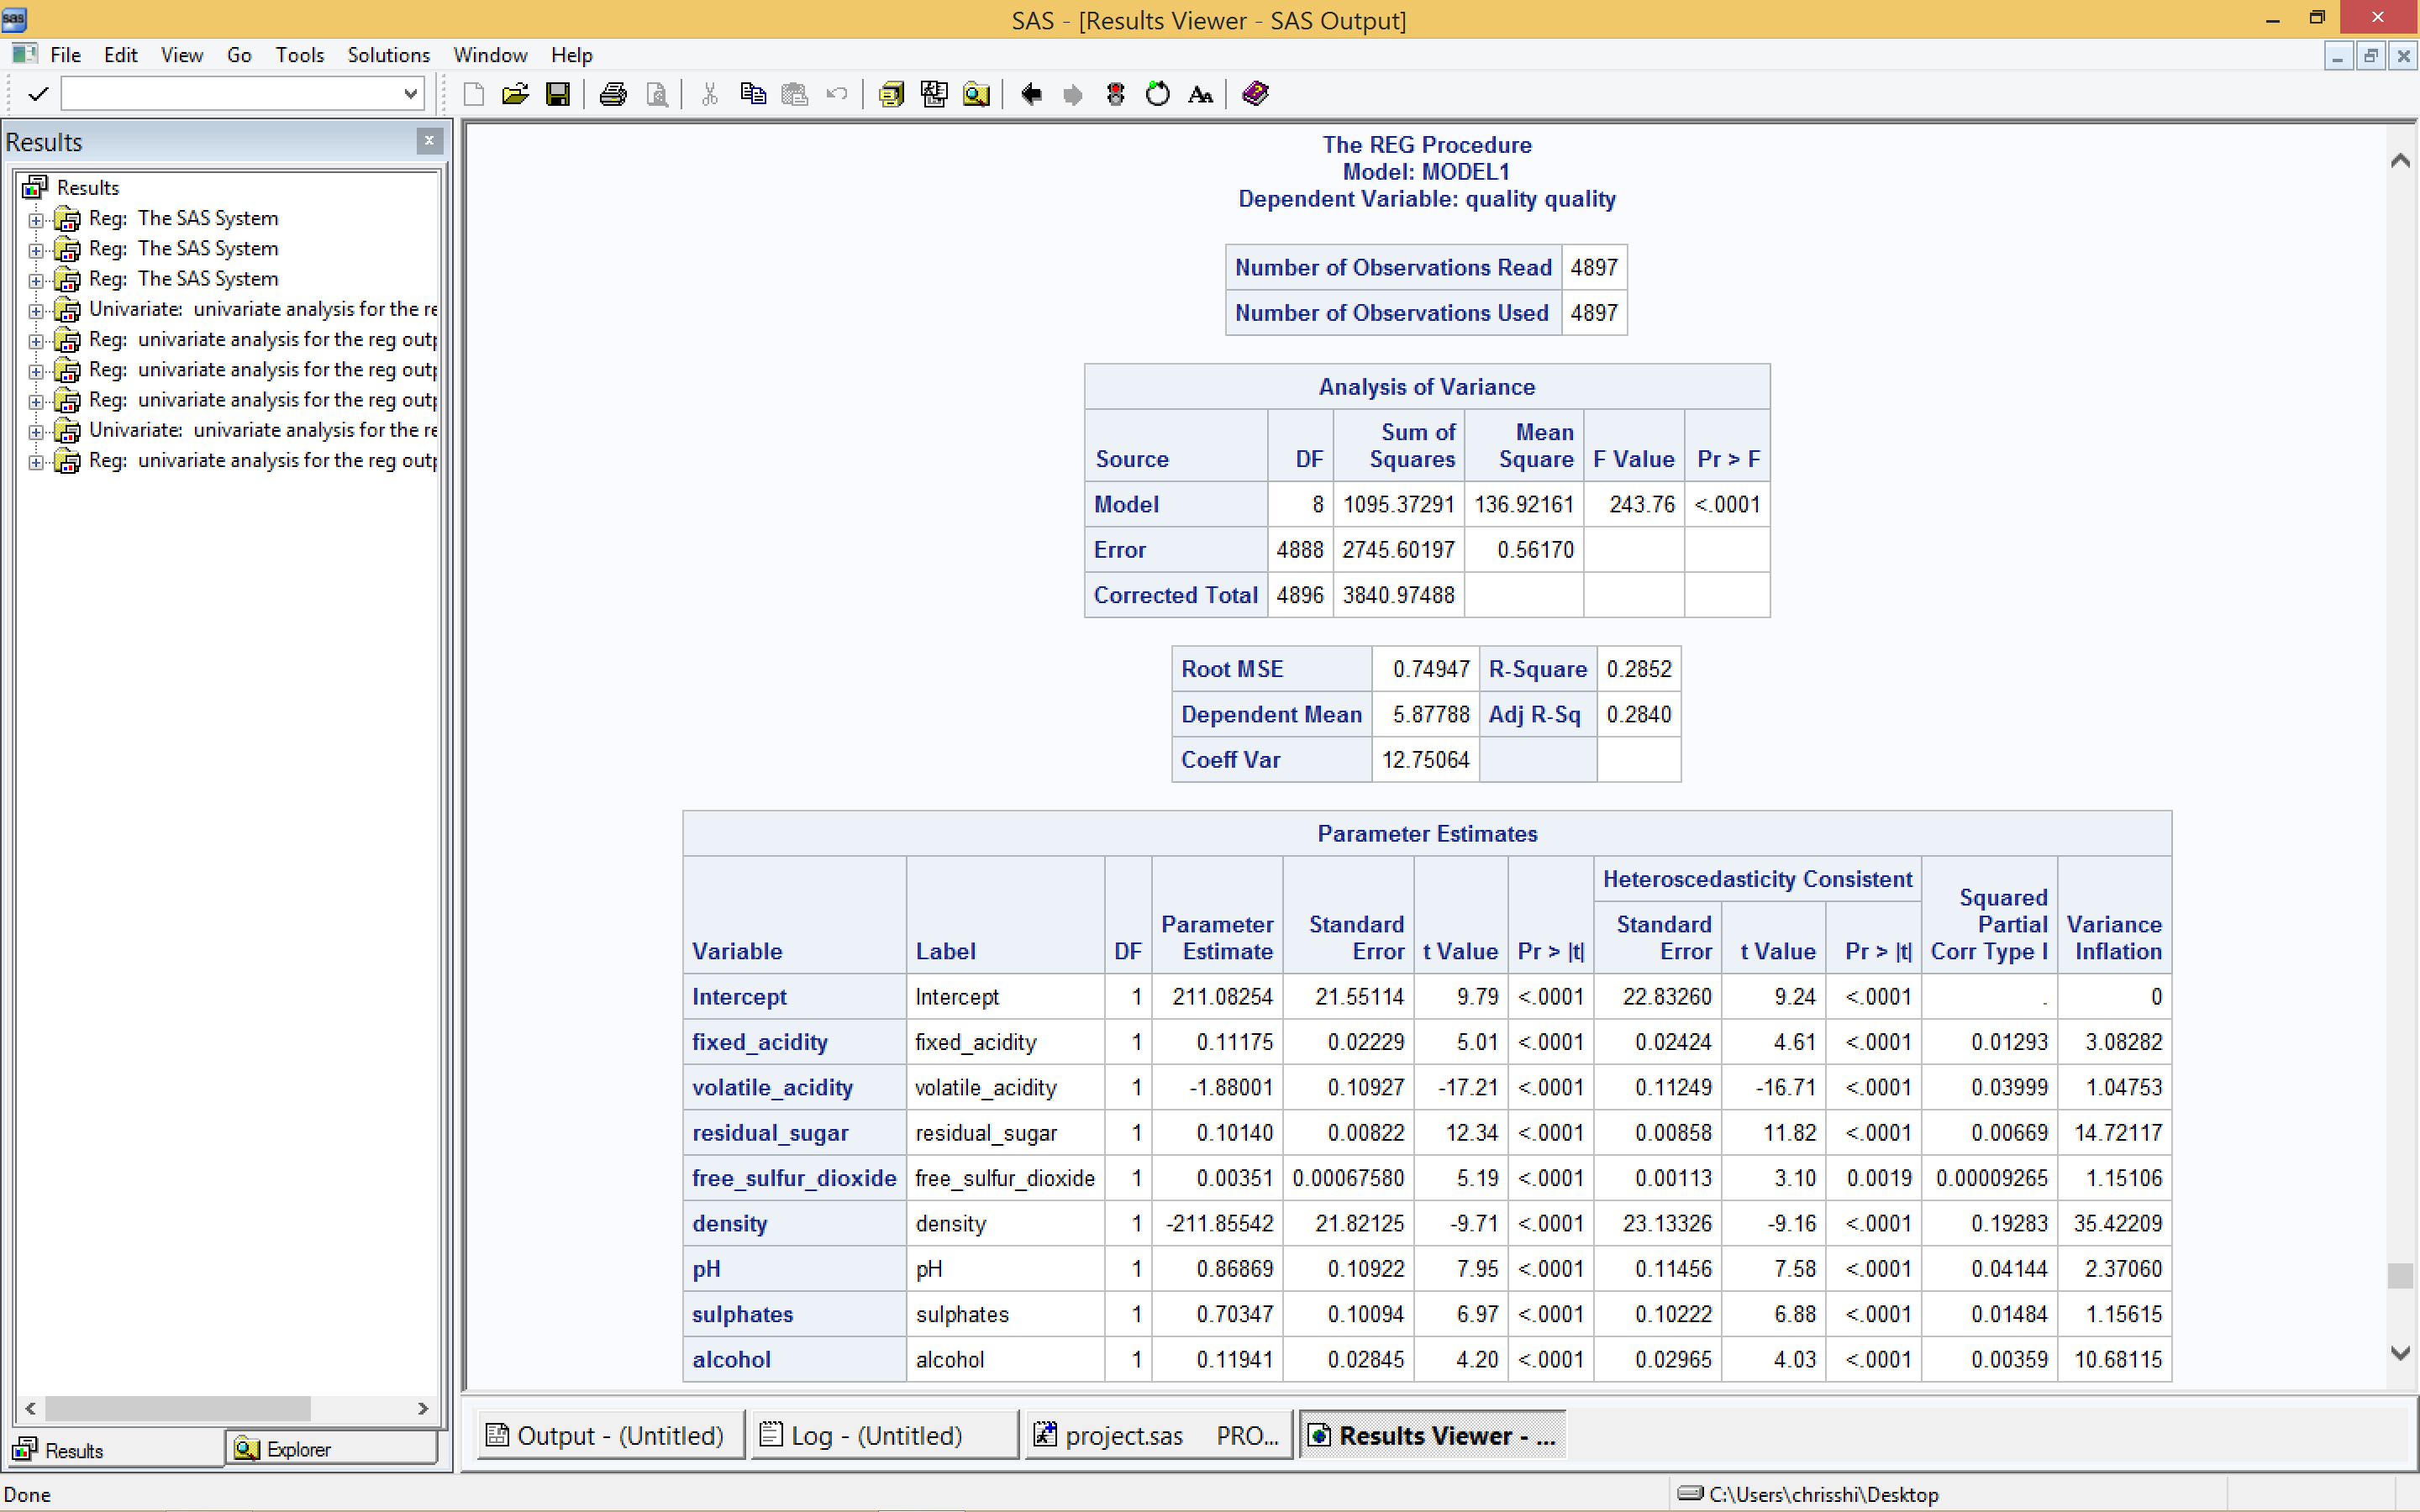 SAS - [Results Viewer - SAS Output]
File Edit View Go Tools Solutions Window Help
Results
Results
Reg: The SAS System
Reg: The SAS System
Reg: The SAS System
Univariate: univariate analysis for the re
Reg: univariate analysis for the reg outp
Reg: univariate analysis for the reg outp
Reg: univariate analysis for the reg outp
Univariate: univariate analysis for the re
Reg: univariate analysis for the reg outp
Results Explorer
The REG Procedure
Model: MODEL1
Dependent Variable: quality quality
Number of Observations Read 4897
Number of Observations Used 4897
Analysis of Variance
Source DF Sum of Squares Mean Square F Value Pr > F
Model 8 1095.37291 136.92161 243.76 <.0001
Error 4888 2745.60197 0.56170
Corrected Total 4896 3840.97488
Root MSE 0.74947 R-Square 0.2852
Dependent Mean 5.87788 Adj R-Sq 0.2840
Coeff Var 12.75064
Parameter Estimates
Variable Label DF Parameter Estimate Standard Error t Value Pr > |t| Heteroscedasticity Consistent Standard Error t Value Pr > |t| Squared Partial Corr Type I Variance Inflation
Intercept Intercept 1 211.08254 21.55114 9.79 <.0001 22.83260 9.24 <.0001 . 0
fixed_acidity fixed_acidity 1 0.11175 0.02229 5.01 <.0001 0.02424 4.61 <.0001 0.01293 3.08282
volatile_acidity volatile_acidity 1 -1.88001 0.10927 -17.21 <.0001 0.11249 -16.71 <.0001 0.03999 1.04753
residual_sugar residual_sugar 1 0.10140 0.00822 12.34 <.0001 0.00858 11.82 <.0001 0.00669 14.72117
free_sulfur_dioxide free_sulfur_dioxide 1 0.00351 0.00067580 5.19 <.0001 0.00113 3.10 0.0019 0.00009265 1.15106
density density 1 -211.85542 21.82125 -9.71 <.0001 23.13326 -9.16 <.0001 0.19283 35.42209
pH pH 1 0.86869 0.10922 7.95 <.0001 0.11456 7.58 <.0001 0.04144 2.37060
sulphates sulphates 1 0.70347 0.10094 6.97 <.0001 0.10222 6.88 <.0001 0.01484 1.15615
alcohol alcohol 1 0.11941 0.02845 4.20 <.0001 0.02965 4.03 <.0001 0.00359 10.68115
Output - (Untitled) Log - (Untitled) project.sas PRO... Results Viewer - ...
Done C:\Users\chrisshi\Desktop